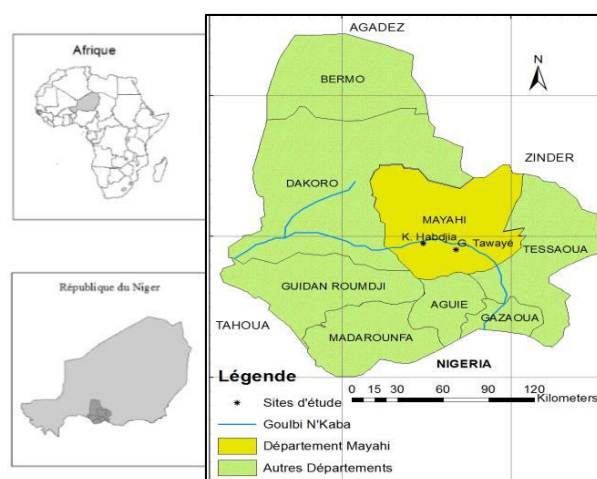 Afrique
République du Niger
AGADEZ
BERMO
N
ZINDER
DAKORO
MAYAHI
K. Habdjia
G. Tawayé
TESSAOUA
GUIDAN ROUMDJI
AGUIE
GAZAOUA
TAHOUA
MADAROUNFA
NIGERIA
Légende
0 15 30 60 90 120
Kilometers
Sites d'étude
Goulbi N'Kaba
Département Mayahi
Autres Départements